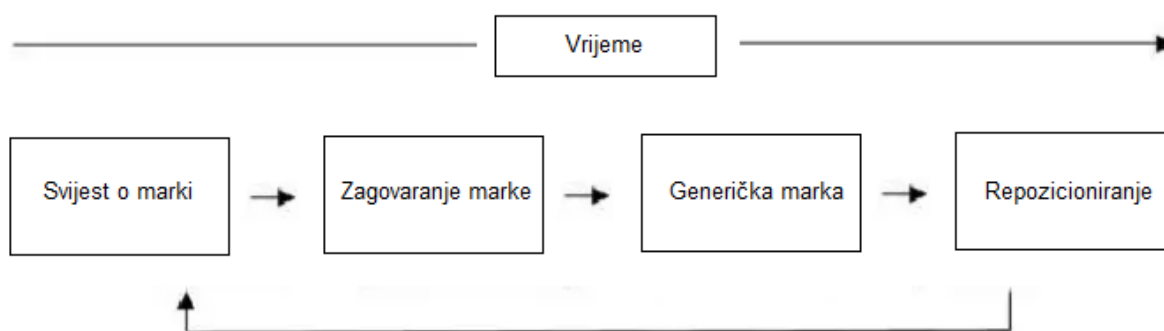 Vrijeme
Svijest o marki
Zagovaranje marke
Generička marka
Repozicioniranje